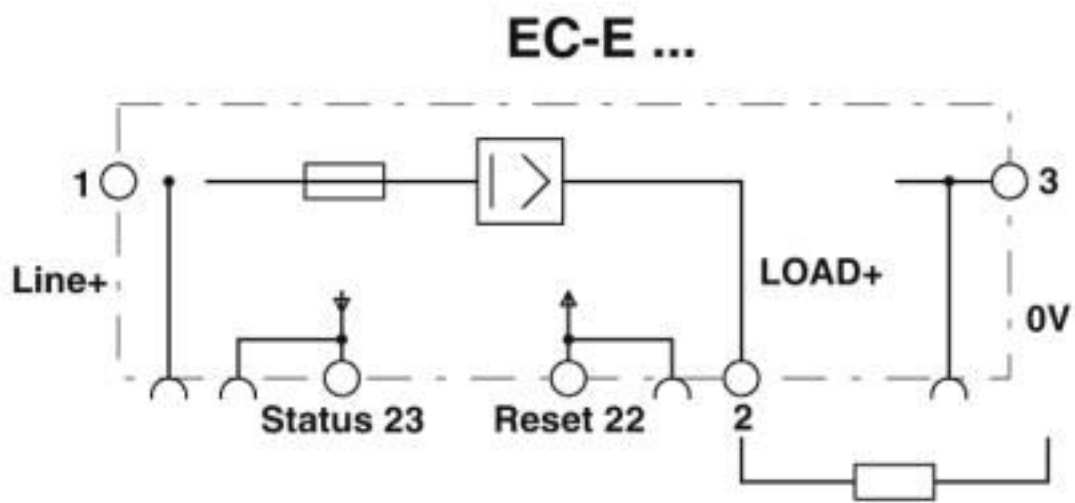 EC-E ...
1
3
Line+
LOAD+
0V
Status 23
Reset 22
2